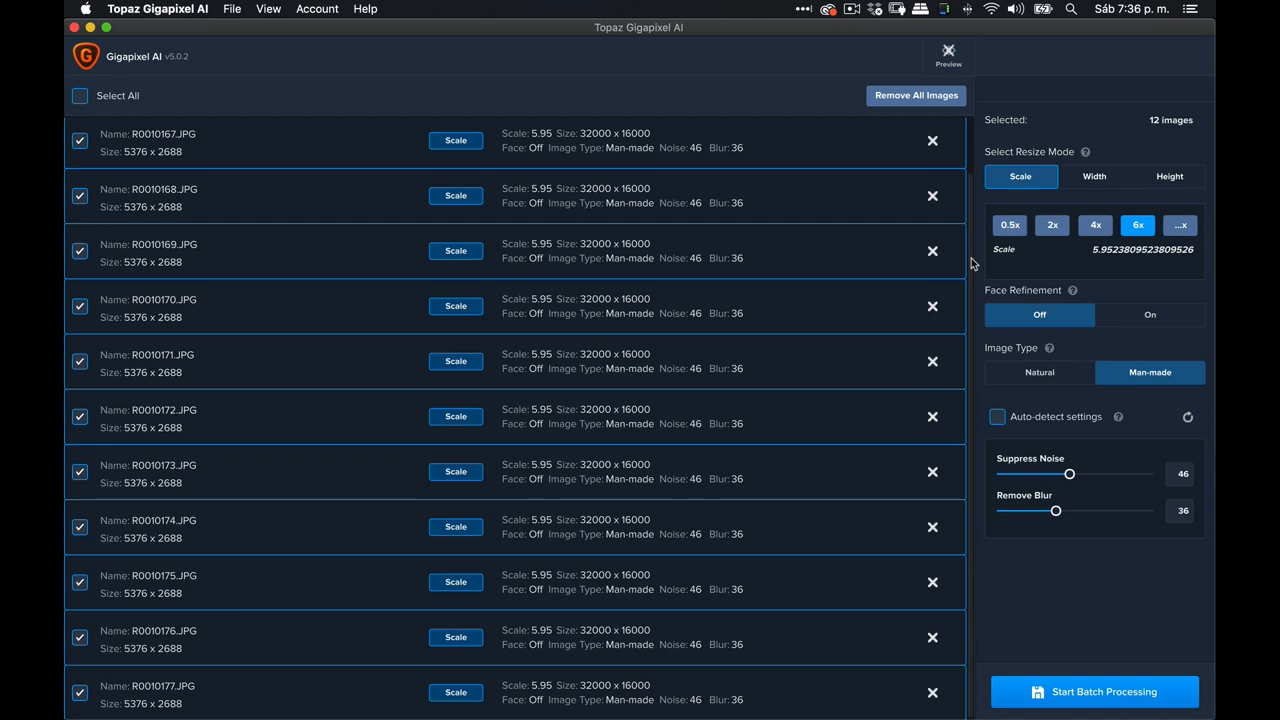 Topaz Gigapixel AI File View Account Help Sáb 7:36 p. m.
Topaz Gigapixel AI
G Gigapixel AI v5.0.2
Preview
Select All Remove All Images
Name: R0010167.JPG
Size: 5376 x 2688
Scale
Scale: 5.95 Size: 32000 x 16000
Face: Off Image Type: Man-made Noise: 46 Blur: 36
Name: R0010168.JPG
Size: 5376 x 2688
Scale
Scale: 5.95 Size: 32000 x 16000
Face: Off Image Type: Man-made Noise: 46 Blur: 36
Name: R0010169.JPG
Size: 5376 x 2688
Scale
Scale: 5.95 Size: 32000 x 16000
Face: Off Image Type: Man-made Noise: 46 Blur: 36
Name: R0010170.JPG
Size: 5376 x 2688
Scale
Scale: 5.95 Size: 32000 x 16000
Face: Off Image Type: Man-made Noise: 46 Blur: 36
Name: R0010171.JPG
Size: 5376 x 2688
Scale
Scale: 5.95 Size: 32000 x 16000
Face: Off Image Type: Man-made Noise: 46 Blur: 36
Name: R0010172.JPG
Size: 5376 x 2688
Scale
Scale: 5.95 Size: 32000 x 16000
Face: Off Image Type: Man-made Noise: 46 Blur: 36
Name: R0010173.JPG
Size: 5376 x 2688
Scale
Scale: 5.95 Size: 32000 x 16000
Face: Off Image Type: Man-made Noise: 46 Blur: 36
Name: R0010174.JPG
Size: 5376 x 2688
Scale
Scale: 5.95 Size: 32000 x 16000
Face: Off Image Type: Man-made Noise: 46 Blur: 36
Name: R0010175.JPG
Size: 5376 x 2688
Scale
Scale: 5.95 Size: 32000 x 16000
Face: Off Image Type: Man-made Noise: 46 Blur: 36
Name: R0010176.JPG
Size: 5376 x 2688
Scale
Scale: 5.95 Size: 32000 x 16000
Face: Off Image Type: Man-made Noise: 46 Blur: 36
Name: R0010177.JPG
Size: 5376 x 2688
Scale
Scale: 5.95 Size: 32000 x 16000
Face: Off Image Type: Man-made Noise: 46 Blur: 36
Selected: 12 images
Select Resize Mode ?
Scale Width Height
0.5x 2x 4x 6x ...x
Scale 5.9523809523809526
Face Refinement ?
Off On
Image Type ?
Natural Man-made
Auto-detect settings ?
Suppress Noise
46
Remove Blur
36
Start Batch Processing